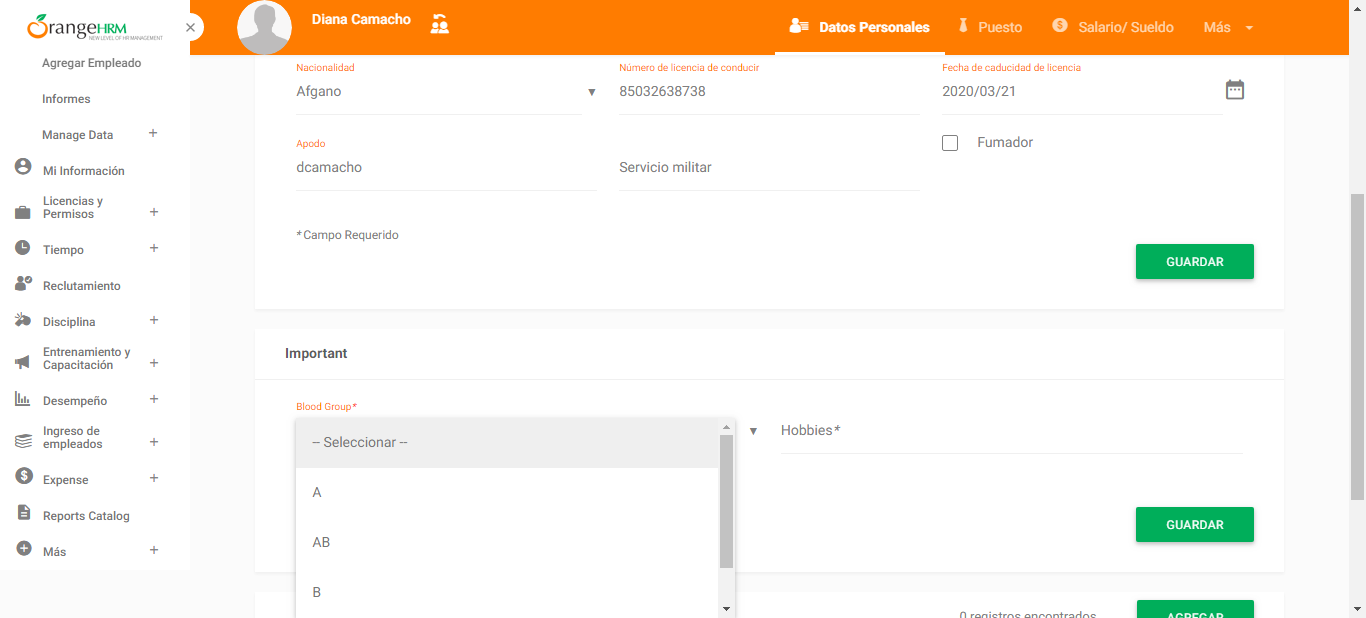 OrangeHRM
NEW LEVEL OF HR MANAGEMENT
Agregar Empleado
Informes
Manage Data
Mi Información
Licencias y
Permisos
Tiempo
Reclutamiento
Disciplina
Entrenamiento y
Capacitación
Desempeño
Ingreso de
empleados
Expense
Reports Catalog
Más
Diana Camacho
Datos Personales
Puesto
Salario/ Sueldo
Más
Nacionalidad
Afgano
Número de licencia de conducir
85032638738
Fecha de caducidad de licencia
2020/03/21
Apodo
dcamacho
Servicio militar
Fumador
* Campo Requerido
GUARDAR
Important
Blood Group*
-- Seleccionar --
A
AB
B
Hobbies*
GUARDAR
0 registros encontrados
AGREGAR